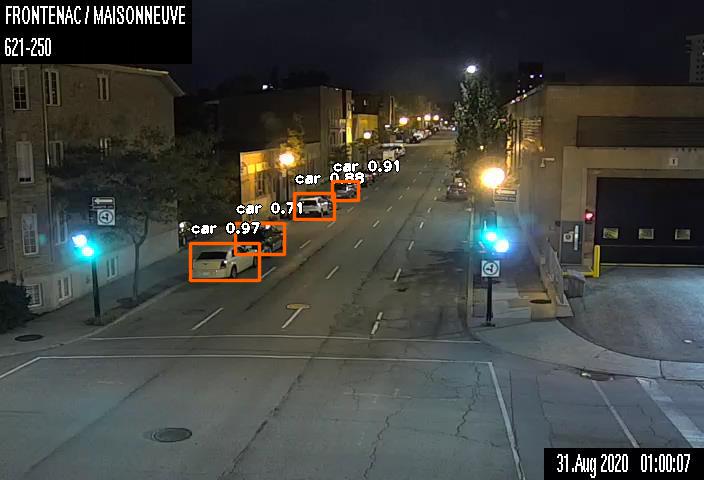 FRONTENAC / MAISONNEUVE
621-250
car 0.91
car 0.88
car 0.71
car 0.97
31.Aug 2020 01:00:07